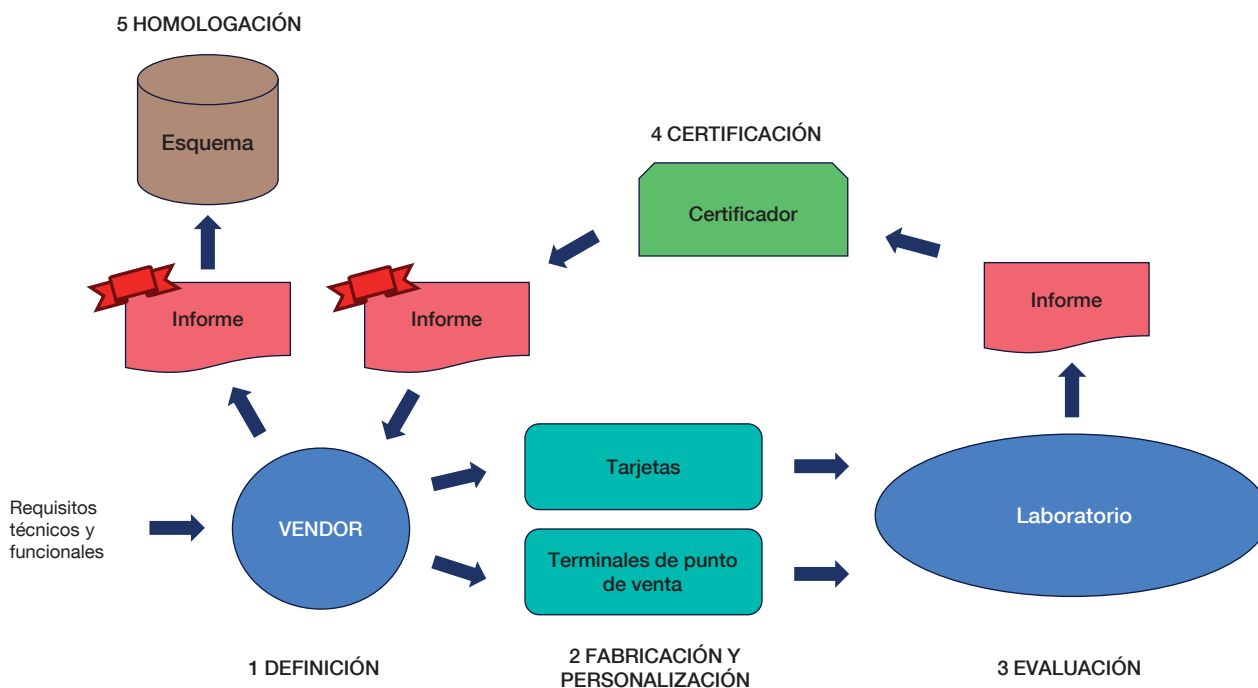 5 HOMOLOGACIÓN
Esquema
4 CERTIFICACIÓN
Certificador
Informe
Informe
Informe
Tarjetas
Requisitos
técnicos y
funcionales
VENDOR
Laboratorio
Terminales de punto
de venta
1 DEFINICIÓN
2 FABRICACIÓN Y
PERSONALIZACIÓN
3 EVALUACIÓN